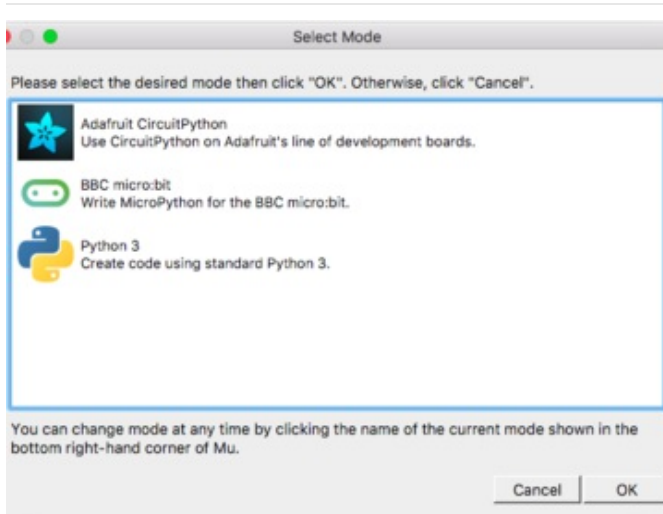 Select Mode
Please select the desired mode then click "OK". Otherwise, click "Cancel".
Adafruit CircuitPython
Use CircuitPython on Adafruit's line of development boards.
BBC micro:bit
Write MicroPython for the BBC micro:bit.
Python 3
Create code using standard Python 3.
You can change mode at any time by clicking the name of the current mode shown in the
bottom right-hand corner of Mu.
Cancel OK